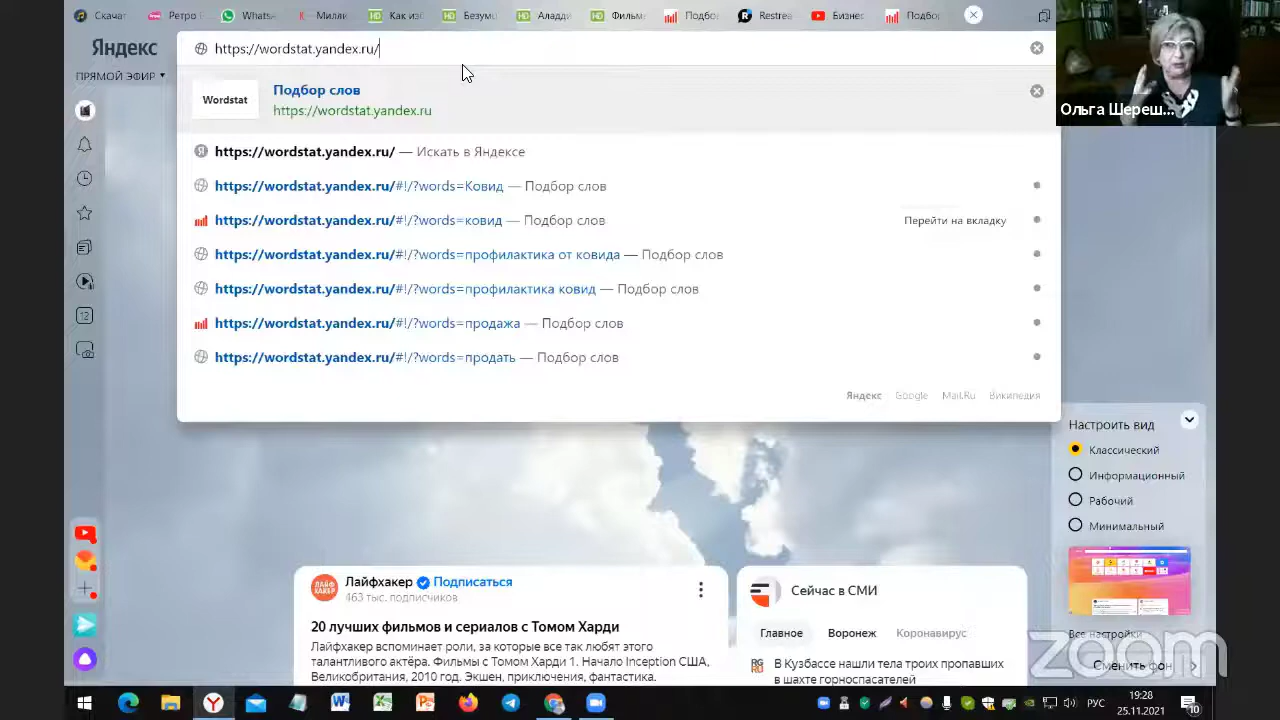 Скачат
Ретро
WhatsA
Милли
Как изб
Безумц
Аладди
Фильмы
Подбо
Restrea
Бизнес
Подбо
Яндекс
https://wordstat.yandex.ru/
ПРЯМОЙ ЭФИР
Wordstat
Подбор слов
https://wordstat.yandex.ru
https://wordstat.yandex.ru/ — Искать в Яндексе
https://wordstat.yandex.ru/#!/?words=Ковид — Подбор слов
https://wordstat.yandex.ru/#!/?words=ковид — Подбор слов
Перейти на вкладку
https://wordstat.yandex.ru/#!/?words=профилактика от ковида — Подбор слов
https://wordstat.yandex.ru/#!/?words=профилактика ковид — Подбор слов
https://wordstat.yandex.ru/#!/?words=продажа — Подбор слов
https://wordstat.yandex.ru/#!/?words=продать — Подбор слов
Яндекс Google Mail.Ru Википедия
Ольга Шереш...
12
Настроить вид
Классический
Информационный
Рабочий
Минимальный
Все настройки
Сменить фон
ЛАЙФ
ХАКЕР
Лайфхакер Подписаться
463 тыс. подписчиков
20 лучших фильмов и сериалов с Томом Харди
Лайфхакер вспоминает роли, за которые все так любят этого
талантливого актёра. Фильмы с Томом Харди 1. Начало Inception США,
Великобритания, 2010 год. Экшен, приключения, фантастика.
Сейчас в СМИ
Главное Воронеж Коронавирус
В Кузбассе нашли тела троих пропавших
в шахте горноспасателей
zoom
РУС
19:28
25.11.2021
10